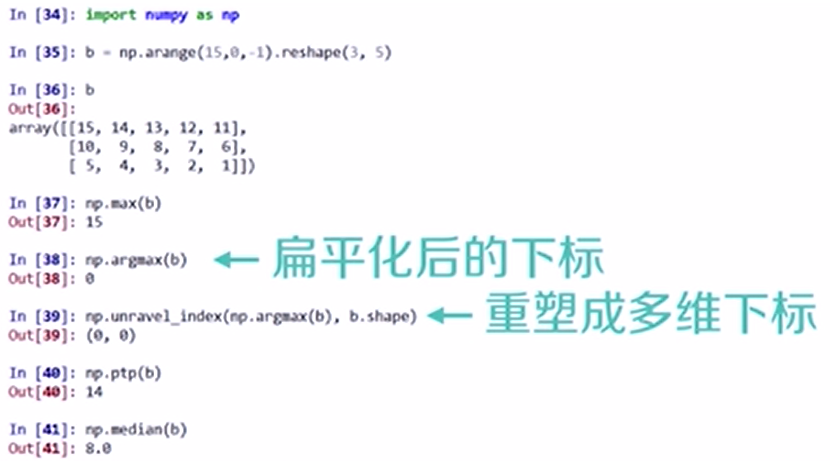 In [34]: import numpy as np
In [35]: b = np.arange(15,0,-1).reshape(3, 5)
In [36]: b
Out[36]:
array([[15, 14, 13, 12, 11],
       [10,  9,  8,  7,  6],
       [ 5,  4,  3,  2,  1]])
In [37]: np.max(b)
Out[37]: 15
In [38]: np.argmax(b) ← 扁平化后的下标
Out[38]: 0
In [39]: np.unravel_index(np.argmax(b), b.shape) ← 重塑成多维下标
Out[39]: (0, 0)
In [40]: np.ptp(b)
Out[40]: 14
In [41]: np.median(b)
Out[41]: 8.0